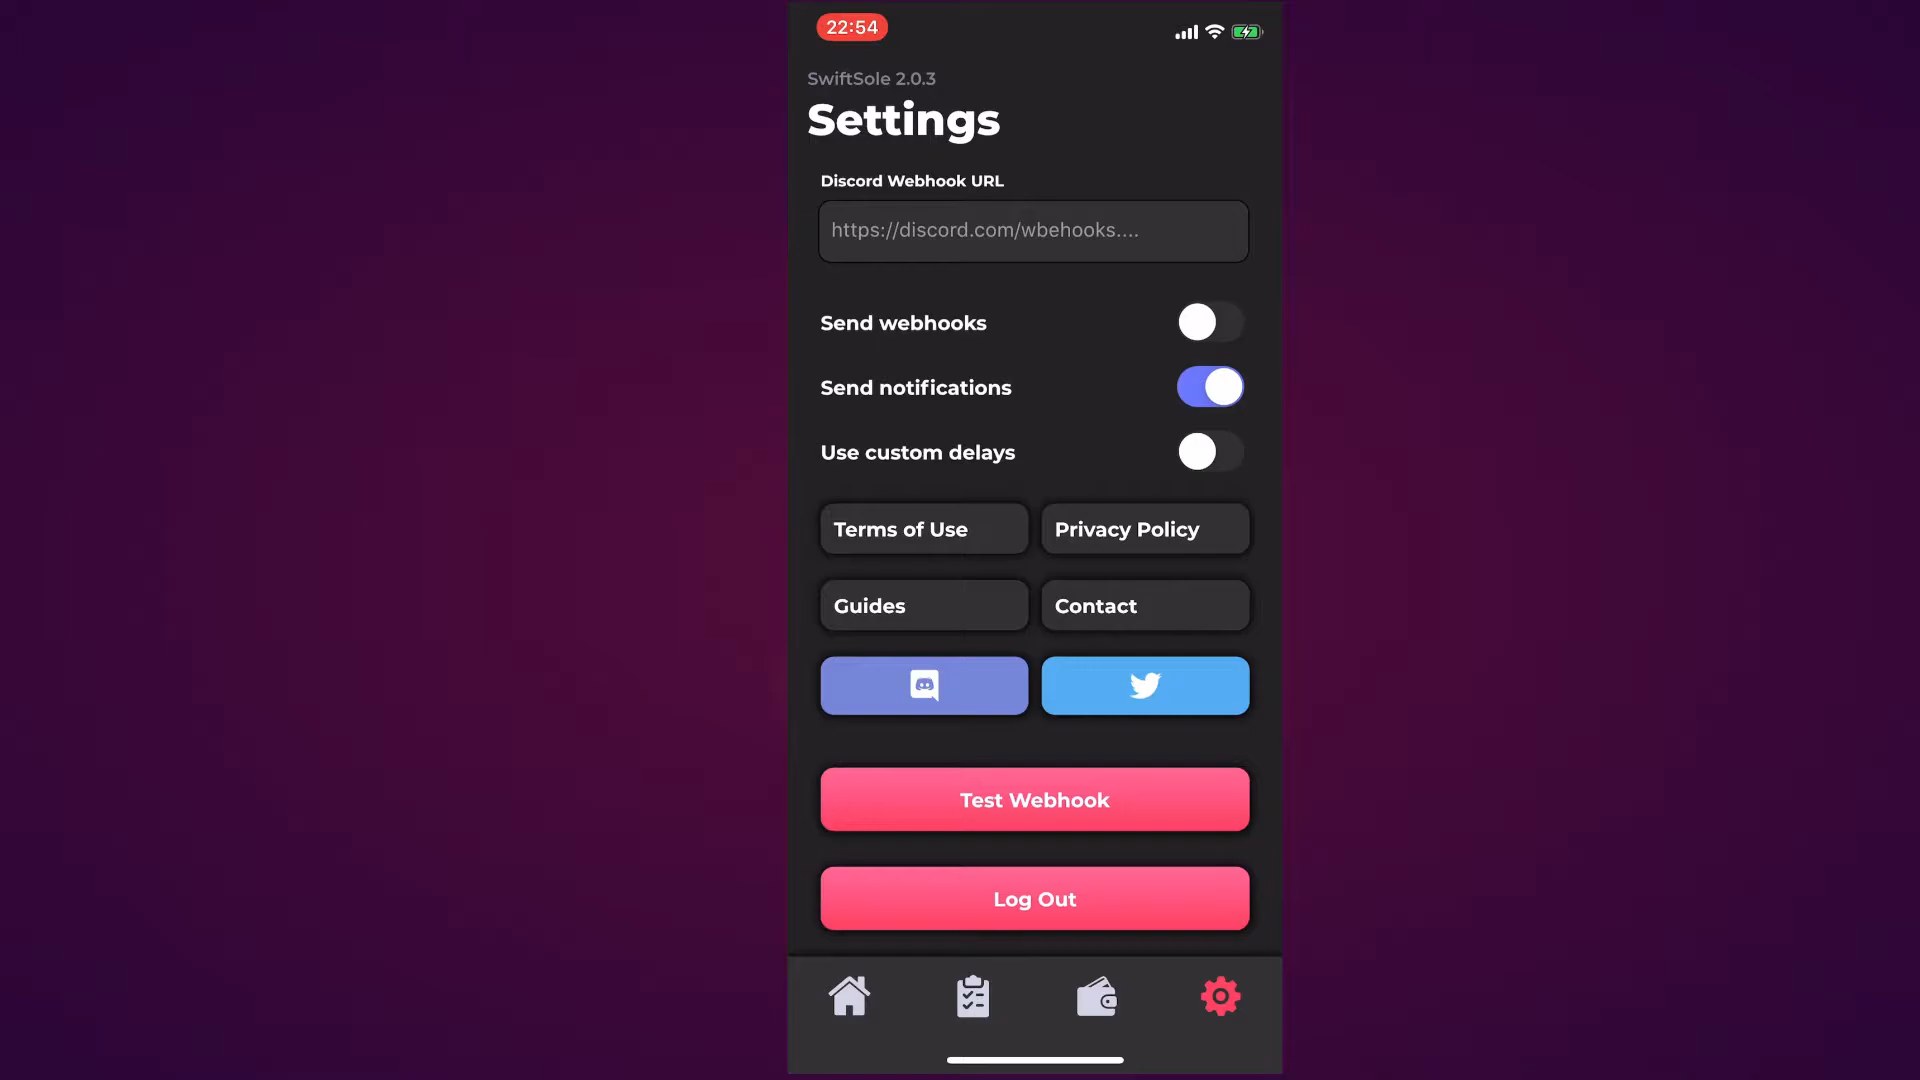 22:54
SwiftSole 2.0.3
Settings
Discord Webhook URL
https://discord.com/wbehooks....
Send webhooks
Send notifications
Use custom delays
Terms of Use
Privacy Policy
Guides
Contact
Test Webhook
Log Out